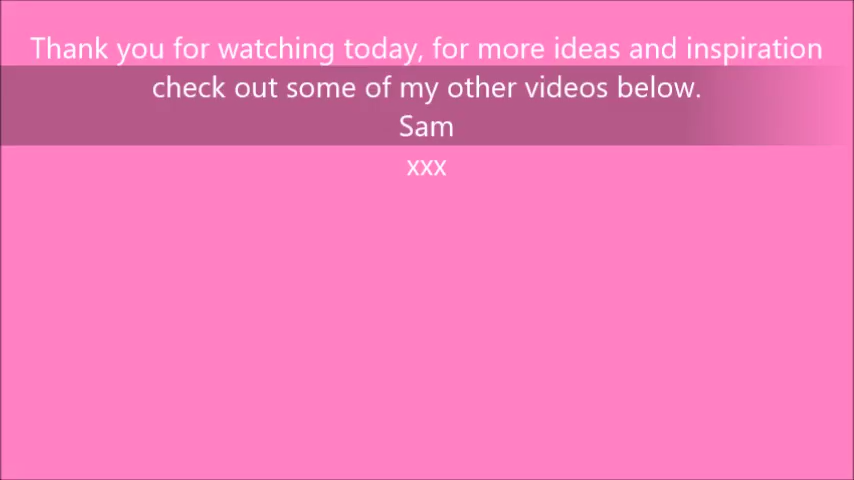 Thank you for watching today, for more ideas and inspiration
check out some of my other videos below.
Sam
xxx